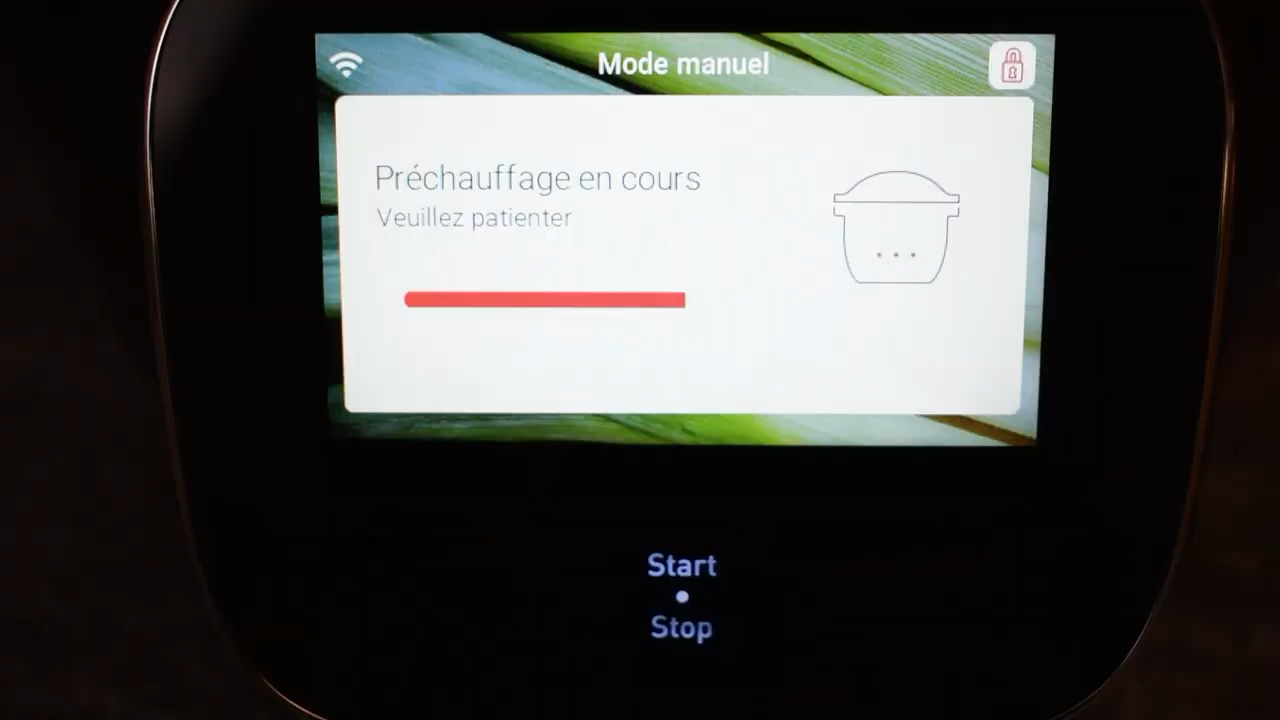 Mode manuel
Préchauffage en cours
Veuillez patienter
Start
Stop